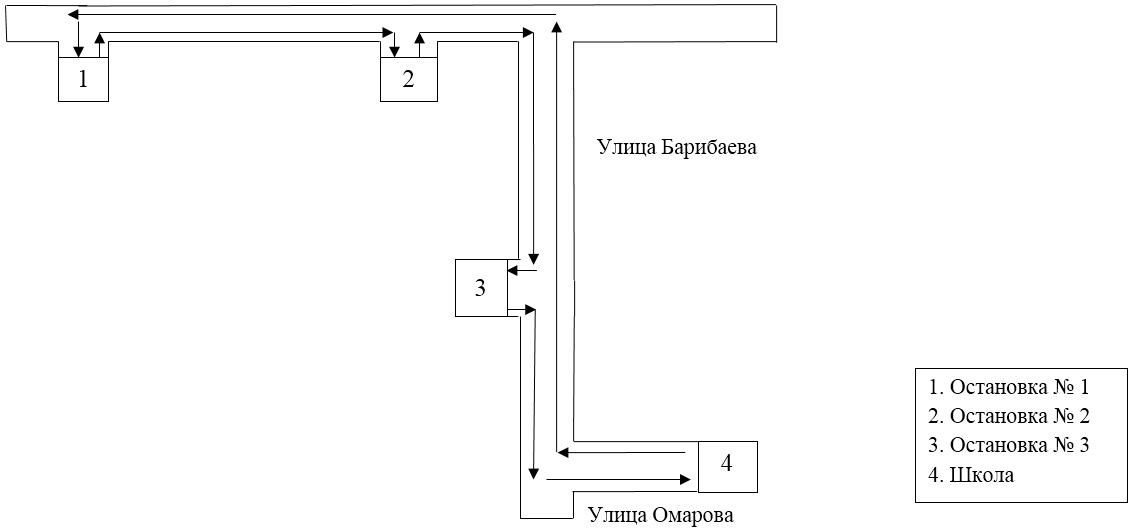 1
2
Улица Барибаева
3
1. Остановка № 1
2. Остановка № 2
3. Остановка № 3
4. Школа
4
Улица Омарова